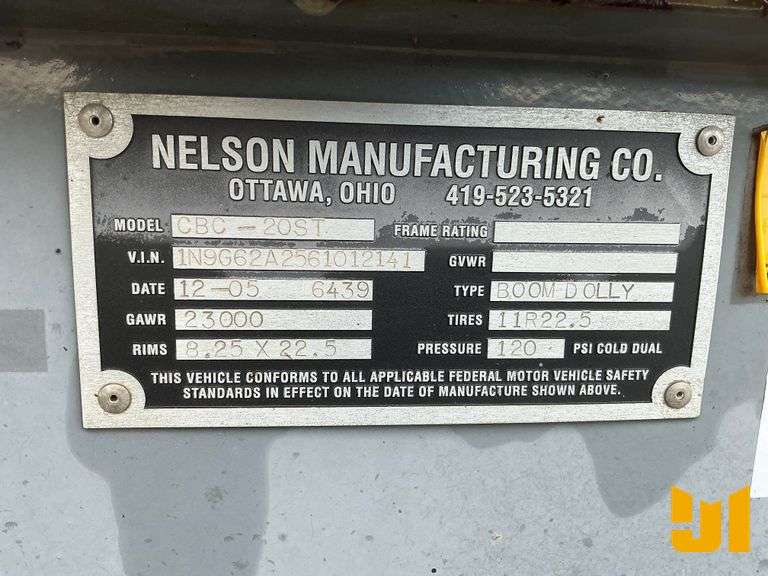 NELSON MANUFACTURING CO.
OTTAWA, OHIO 419-523-5321
MODEL CBC-20ST FRAME RATING
V.I.N. 1N9G62A2561012141 GVWR
DATE 12-05 6439 TYPE BOOM DOLLY
GAWR 23000 TIRES 11R22.5
RIMS 8.25 X 22.5 PRESSURE 120 PSI COLD DUAL
THIS VEHICLE CONFORMS TO ALL APPLICABLE FEDERAL MOTOR VEHICLE SAFETY
STANDARDS IN EFFECT ON THE DATE OF MANUFACTURE SHOWN ABOVE.